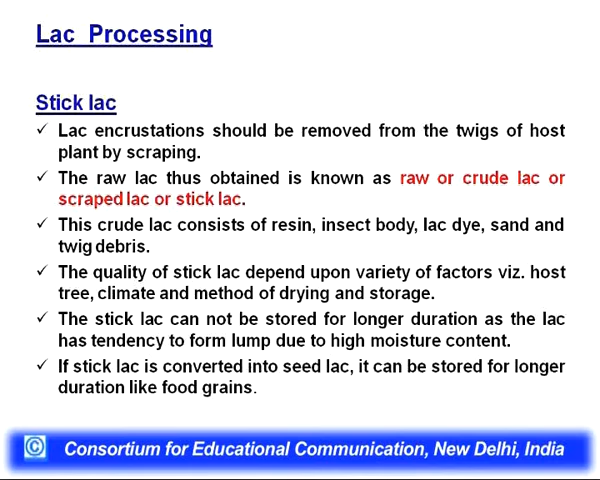 Lac Processing
Stick lac
✓ Lac encrustations should be removed from the twigs of host
plant by scraping.
✓ The raw lac thus obtained is known as raw or crude lac or
scraped lac or stick lac.
✓ This crude lac consists of resin, insect body, lac dye, sand and
twig debris.
✓ The quality of stick lac depend upon variety of factors viz. host
tree, climate and method of drying and storage.
✓ The stick lac can not be stored for longer duration as the lac
has tendency to form lump due to high moisture content.
✓ If stick lac is converted into seed lac, it can be stored for longer
duration like food grains.
© Consortium for Educational Communication, New Delhi, India